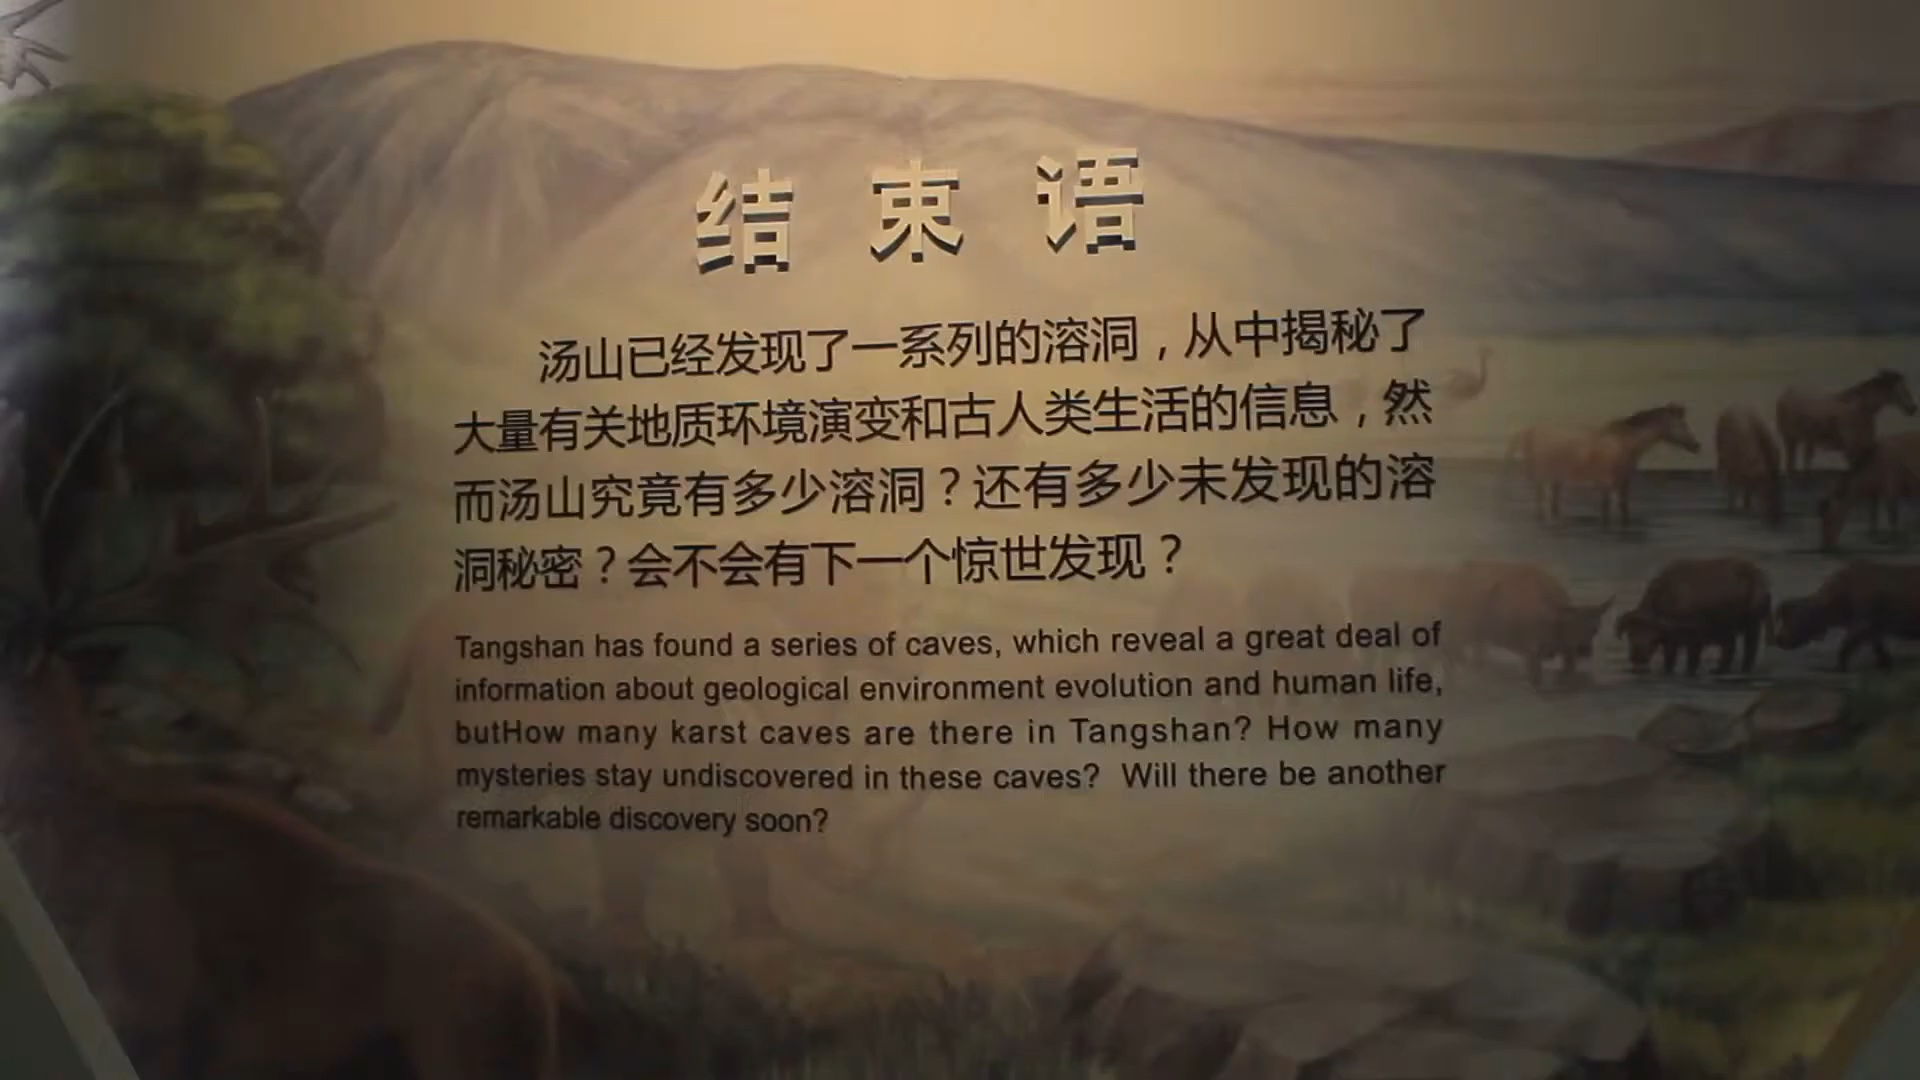 结束语
汤山已经发现了一系列的溶洞，从中揭秘了
大量有关地质环境演变和古人类生活的信息，然
而汤山究竟有多少溶洞？还有多少未发现的溶
洞秘密？会不会有下一个惊世发现？
Tangshan has found a series of caves, which reveal a great deal of
information about geological environment evolution and human life,
butHow many karst caves are there in Tangshan? How many
mysteries stay undiscovered in these caves?  Will there be another
remarkable discovery soon?